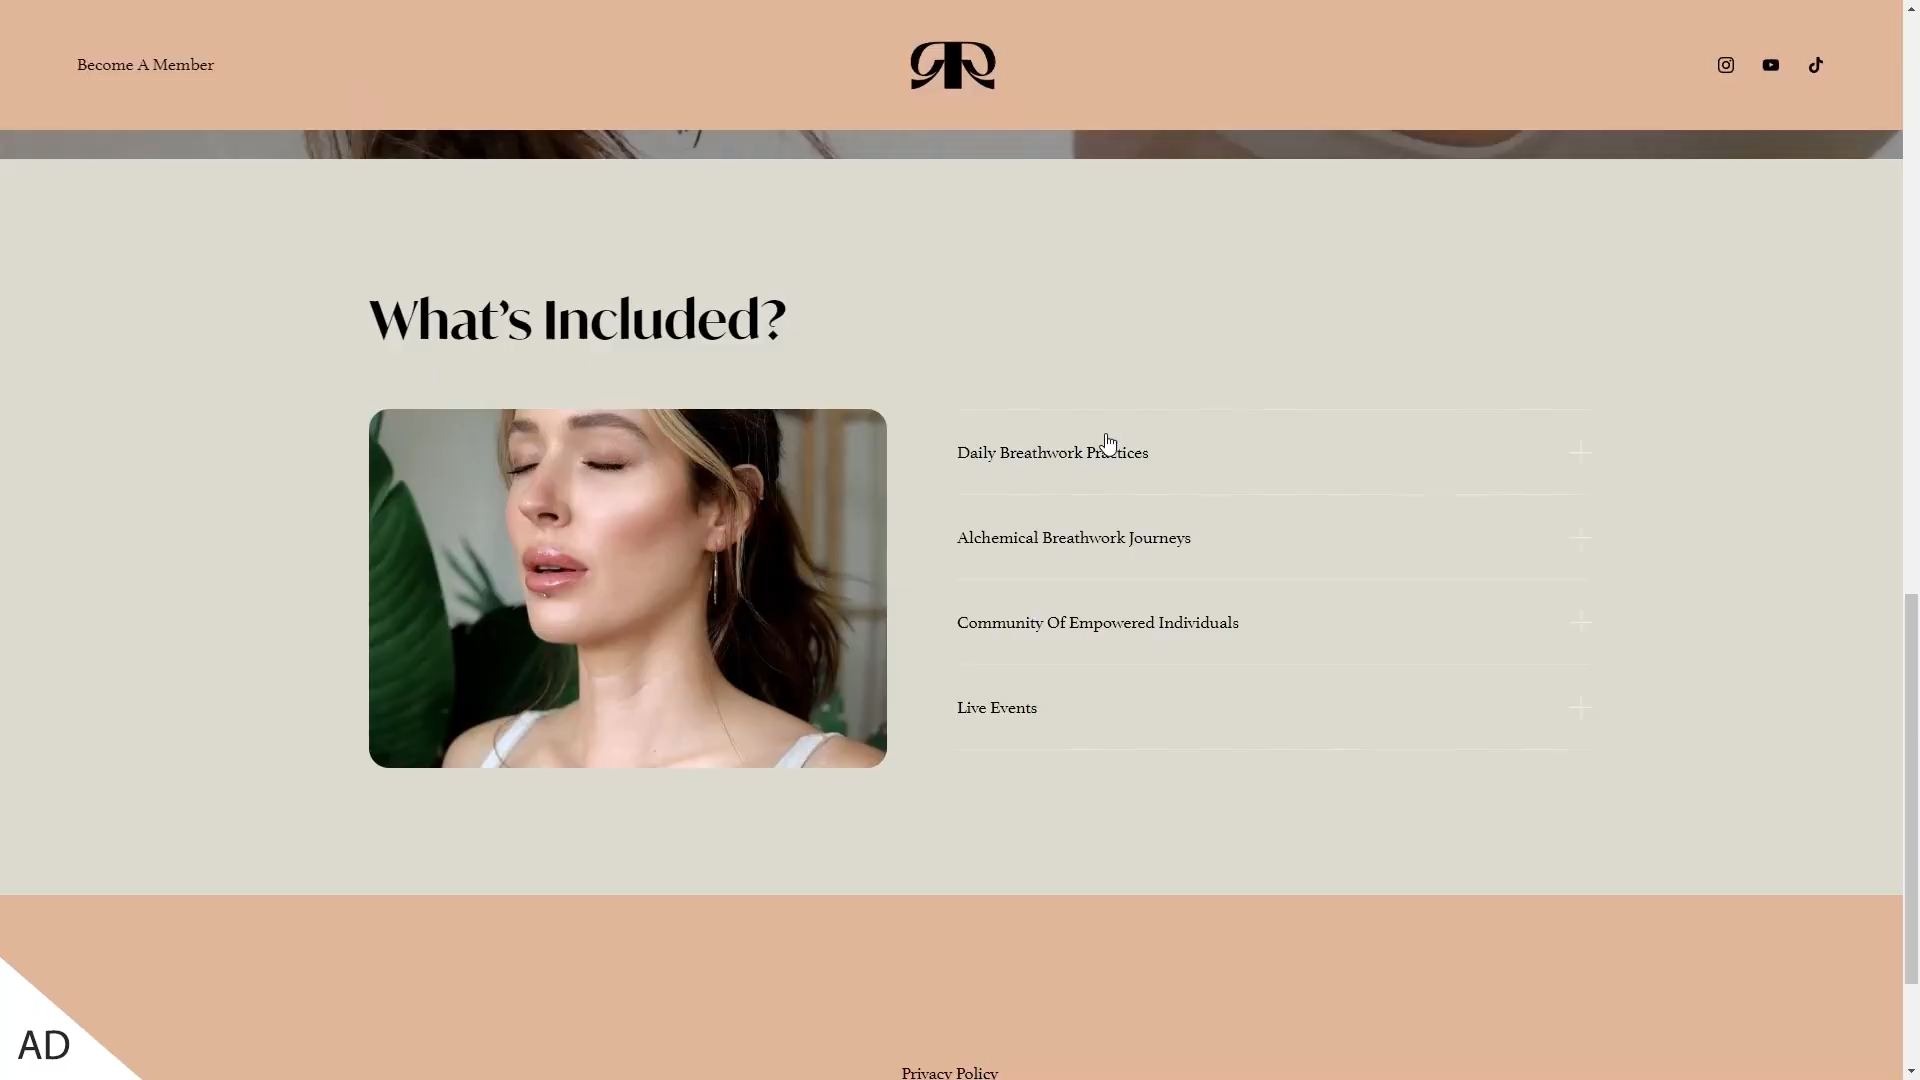 Become A Member
What's Included?
Daily Breathwork Practices
Alchemical Breathwork Journeys
Community Of Empowered Individuals
Live Events
AD
Privacy Policy